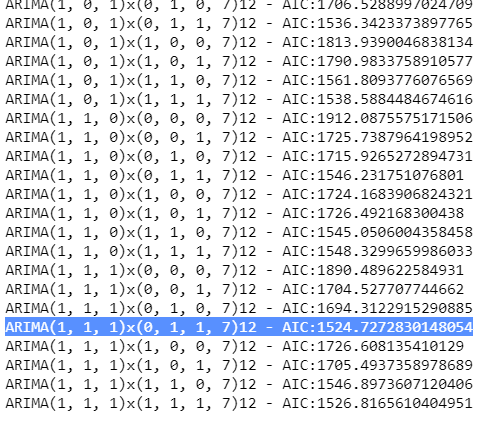 ARIMA(1, 0, 1)x(0, 1, 0, 7)12 - AIC:1706.5288997024709
ARIMA(1, 0, 1)x(0, 1, 1, 7)12 - AIC:1536.3423373897765
ARIMA(1, 0, 1)x(1, 0, 0, 7)12 - AIC:1813.9390046838134
ARIMA(1, 0, 1)x(1, 0, 1, 7)12 - AIC:1790.9833758910577
ARIMA(1, 0, 1)x(1, 1, 0, 7)12 - AIC:1561.8093776076569
ARIMA(1, 0, 1)x(1, 1, 1, 7)12 - AIC:1538.5884484674616
ARIMA(1, 1, 0)x(0, 0, 0, 7)12 - AIC:1912.0875575171506
ARIMA(1, 1, 0)x(0, 0, 1, 7)12 - AIC:1725.7387964198952
ARIMA(1, 1, 0)x(0, 1, 0, 7)12 - AIC:1715.9265272894731
ARIMA(1, 1, 0)x(0, 1, 1, 7)12 - AIC:1546.231751076801
ARIMA(1, 1, 0)x(1, 0, 0, 7)12 - AIC:1724.1683906824321
ARIMA(1, 1, 0)x(1, 0, 1, 7)12 - AIC:1726.492168300438
ARIMA(1, 1, 0)x(1, 1, 0, 7)12 - AIC:1545.0506004358458
ARIMA(1, 1, 0)x(1, 1, 1, 7)12 - AIC:1548.3299659986033
ARIMA(1, 1, 1)x(0, 0, 0, 7)12 - AIC:1890.489622584931
ARIMA(1, 1, 1)x(0, 0, 1, 7)12 - AIC:1704.527707744662
ARIMA(1, 1, 1)x(0, 1, 0, 7)12 - AIC:1694.3122915290885
ARIMA(1, 1, 1)x(0, 1, 1, 7)12 - AIC:1524.7272830148054
ARIMA(1, 1, 1)x(1, 0, 0, 7)12 - AIC:1726.608135410129
ARIMA(1, 1, 1)x(1, 0, 1, 7)12 - AIC:1705.4937358978689
ARIMA(1, 1, 1)x(1, 1, 0, 7)12 - AIC:1546.8973607120406
ARIMA(1, 1, 1)x(1, 1, 1, 7)12 - AIC:1526.8165610404951